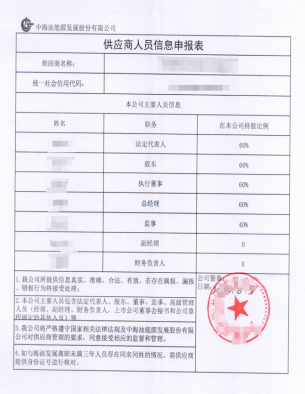 中海油能源发展股份有限公司
供应商人员信息申报表
供应商名称：
统一社会信用代码：
本公司主要人员信息
姓名 职务 在本公司持股比例
法定代表人 60%
股东 60%
执行董事 60%
总经理 60%
监事 40%
副经理 0
财务负责人 0
1.我公司所提供信息真实、准确、合法、有效，若存在瞒报、漏报
、错报行为将接受处理；
2.本公司主要人员包含法定代表人、股东、董事、监事、高级管理
人员（经理、副经理、财务负责人，上市公司董事会秘书和公司章
程规定的其他人员）等
3.我公司将严格遵守国家相关法律法规及中海油能源发展股份有限
公司对供应商管理的要求，同意接受相应的监督和管理。
4.如与海油发展离职未满三年人员存在同名同姓的情况，需供应商
提供身份证号进行核对。
公司签章
日期：